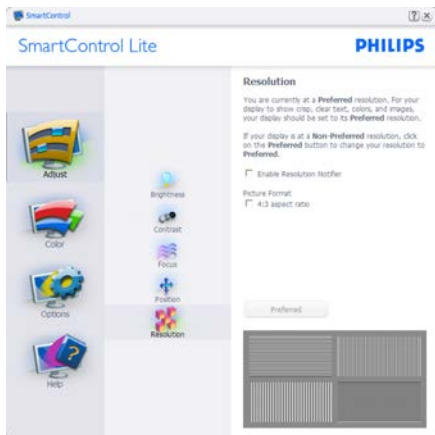 SmartControl
SmartControl Lite
PHILIPS
Adjust
Color
Options
Help
Brightness
Contrast
Focus
Position
Resolution
Resolution
You are currently at a Preferred resolution. For your
display to show crisp, clear text, colors, and images,
your display should be set to its Preferred resolution.
If your display is at a Non-Preferred resolution, click
on the Preferred button to change your resolution to
Preferred.
Enable Resolution Notifier
Picture Format
4:3 aspect ratio
Preferred